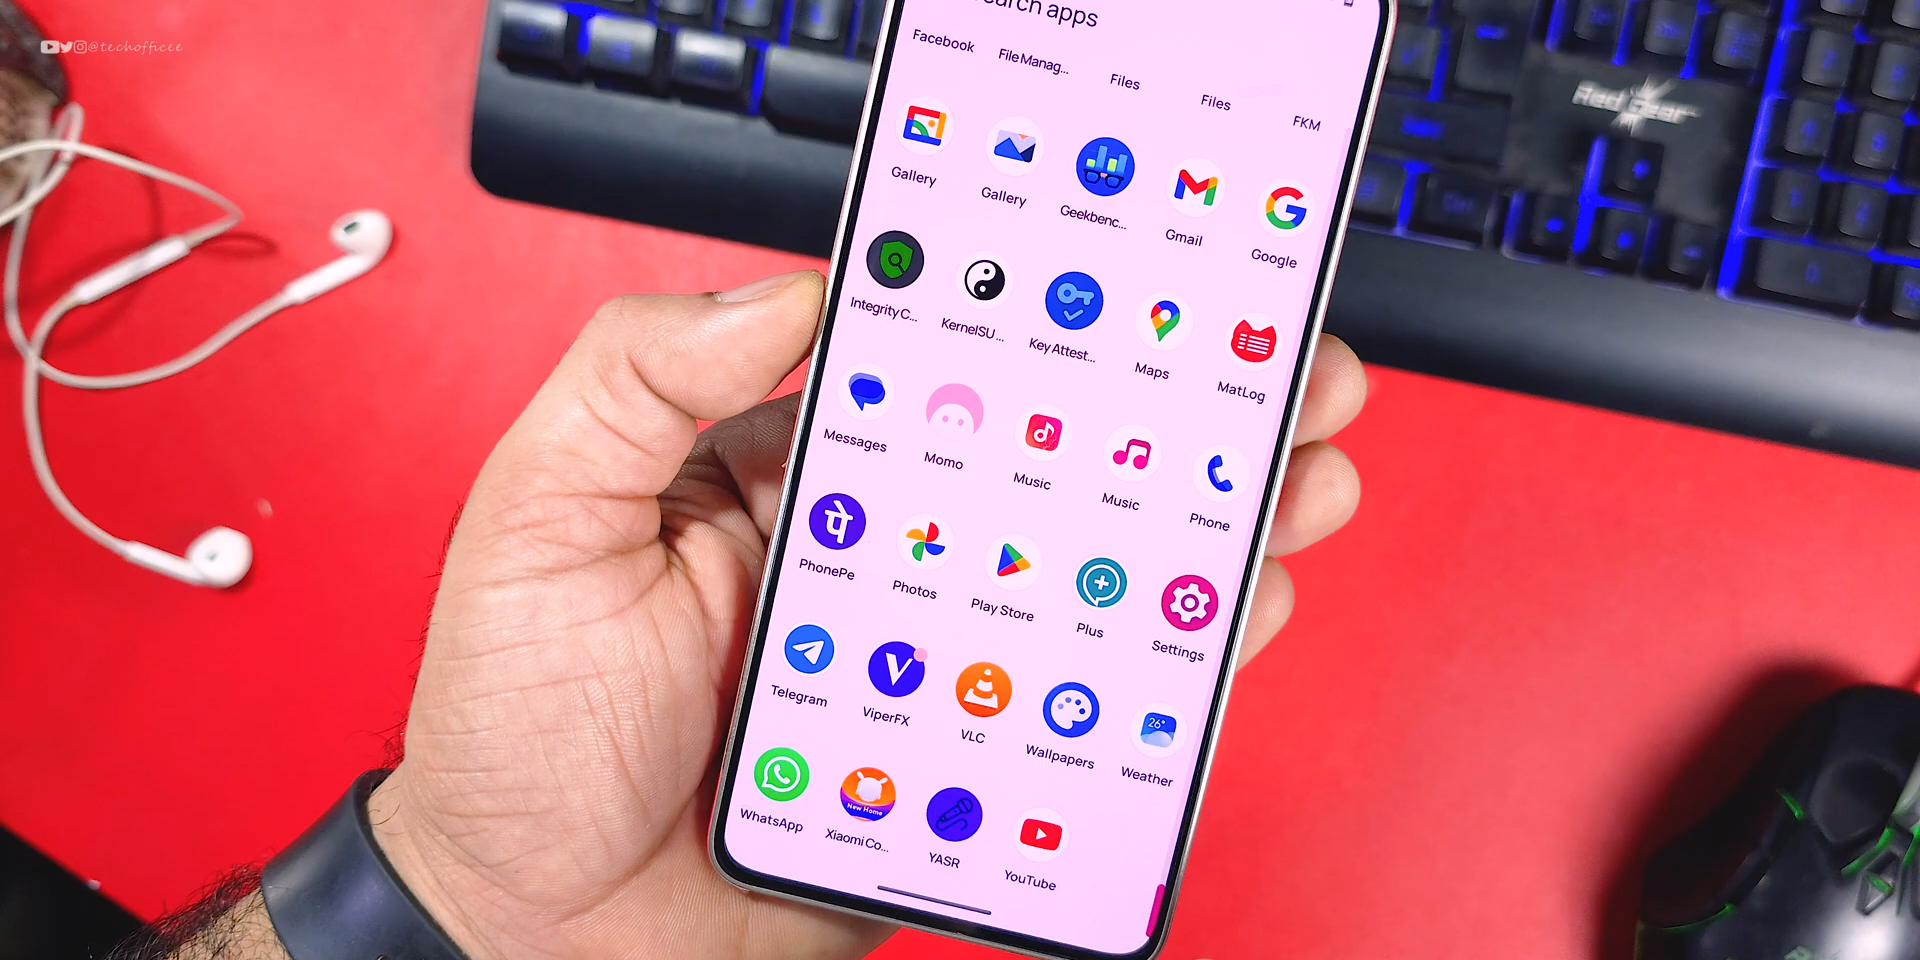 @techofficee
Search apps
Facebook
File Manag...
Files
Files
FKM
Gallery
Gallery
Geekbenc...
Gmail
Google
Integrity C...
KernelSU...
Key Attest...
Maps
MatLog
Messages
Momo
Music
Music
Phone
पे
PhonePe
Photos
Play Store
Plus
Settings
Telegram
V
ViperFX
VLC
Wallpapers
26°
Weather
WhatsApp
New Home
Xiaomi Co...
YASR
YouTube
Red Gear